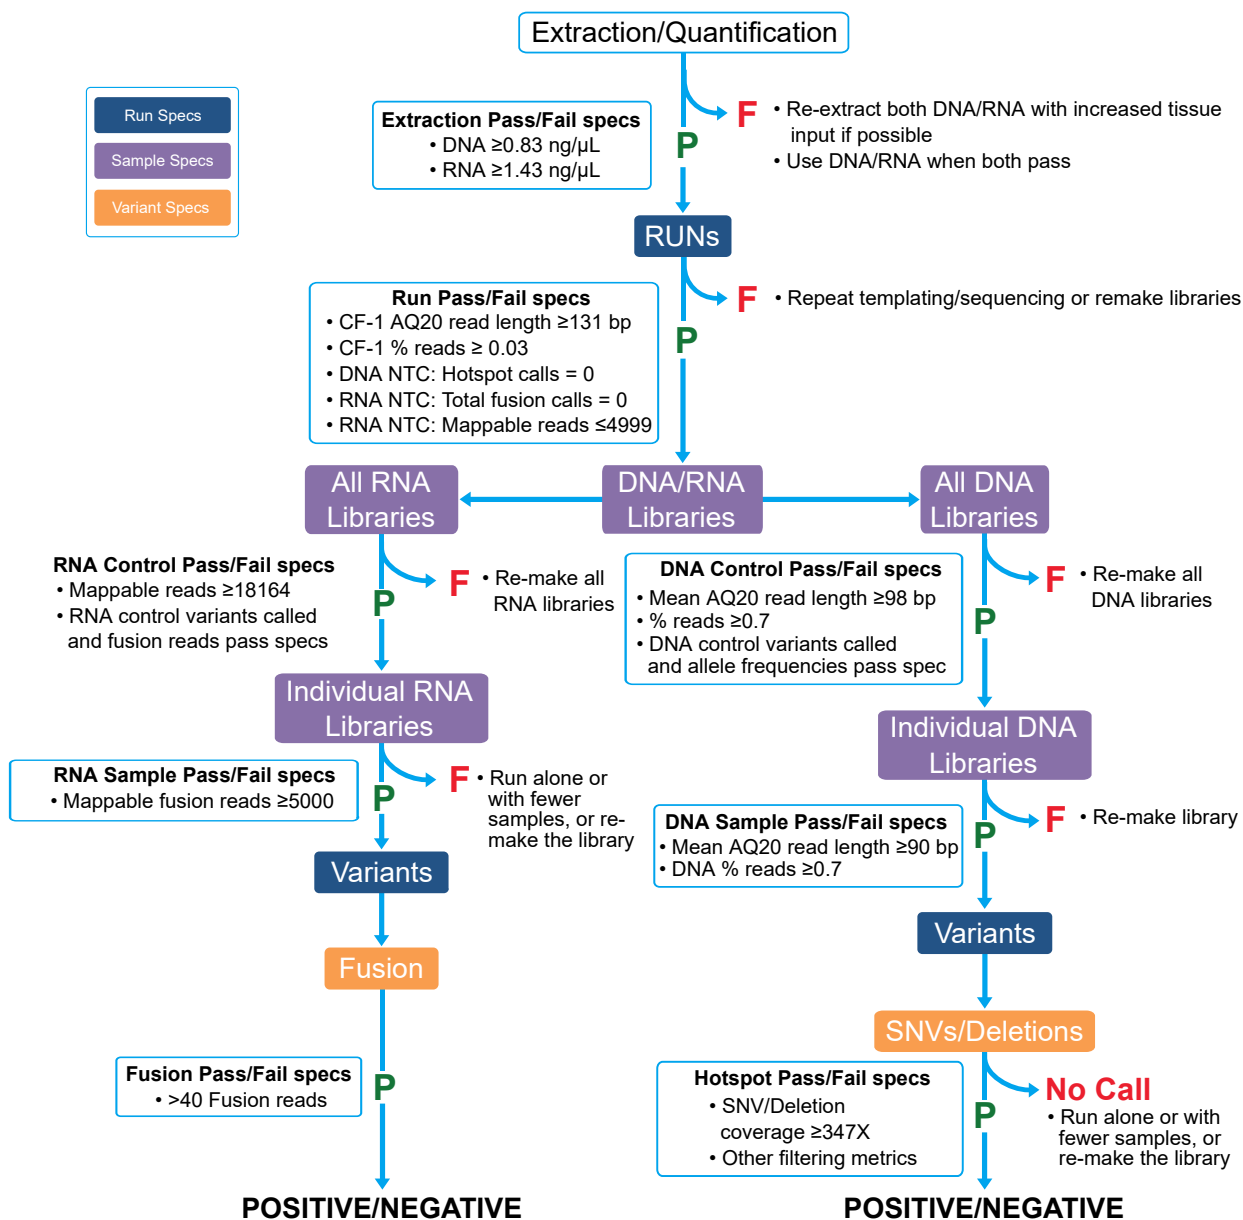 Extraction/Quantification
Run Specs
Sample Specs
Variant Specs
Extraction Pass/Fail specs
• DNA ≥0.83 ng/µL
• RNA ≥1.43 ng/µL
P
F
• Re-extract both DNA/RNA with increased tissue
input if possible
• Use DNA/RNA when both pass
RUNs
Run Pass/Fail specs
• CF-1 AQ20 read length ≥131 bp
• CF-1 % reads ≥ 0.03
• DNA NTC: Hotspot calls = 0
• RNA NTC: Total fusion calls = 0
• RNA NTC: Mappable reads ≤4999
P
F
• Repeat templating/sequencing or remake libraries
All RNA
Libraries
DNA/RNA
Libraries
All DNA
Libraries
RNA Control Pass/Fail specs
• Mappable reads ≥18164
• RNA control variants called
and fusion reads pass specs
P
F
• Re-make all
RNA libraries
DNA Control Pass/Fail specs
• Mean AQ20 read length ≥98 bp
• % reads ≥0.7
• DNA control variants called
and allele frequencies pass spec
P
F
• Re-make all
DNA libraries
Individual RNA
Libraries
Individual DNA
Libraries
RNA Sample Pass/Fail specs
• Mappable fusion reads ≥5000
P
F
• Run alone or
with fewer
samples, or re-
make the library
DNA Sample Pass/Fail specs
• Mean AQ20 read length ≥90 bp
• DNA % reads ≥0.7
P
F
• Re-make library
Variants
Variants
Fusion
SNVs/Deletions
Fusion Pass/Fail specs
• >40 Fusion reads
P
Hotspot Pass/Fail specs
• SNV/Deletion
coverage ≥347X
• Other filtering metrics
P
No Call
• Run alone or with
fewer samples, or
re-make the library
POSITIVE/NEGATIVE
POSITIVE/NEGATIVE